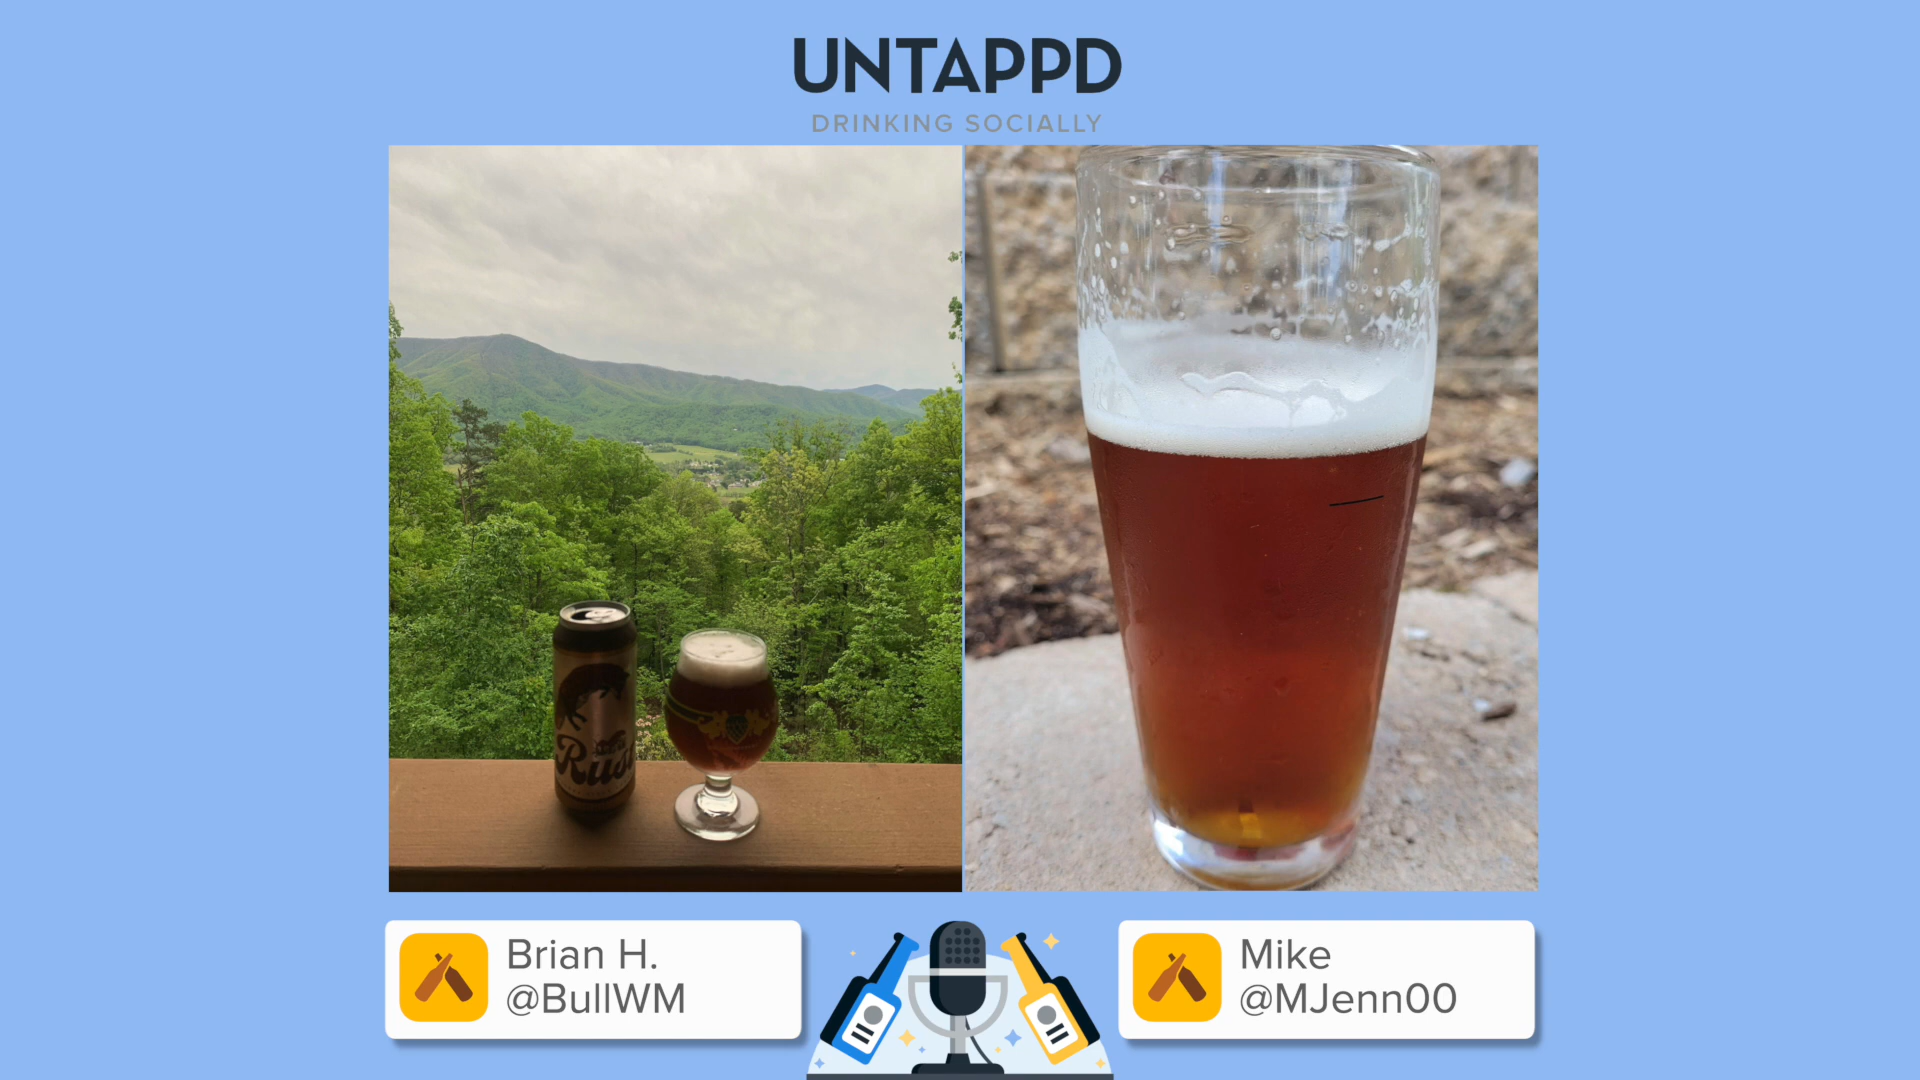 UNTAPPD
DRINKING SOCIALLY
Brian H.
@BullWM
Mike
@MJenn00